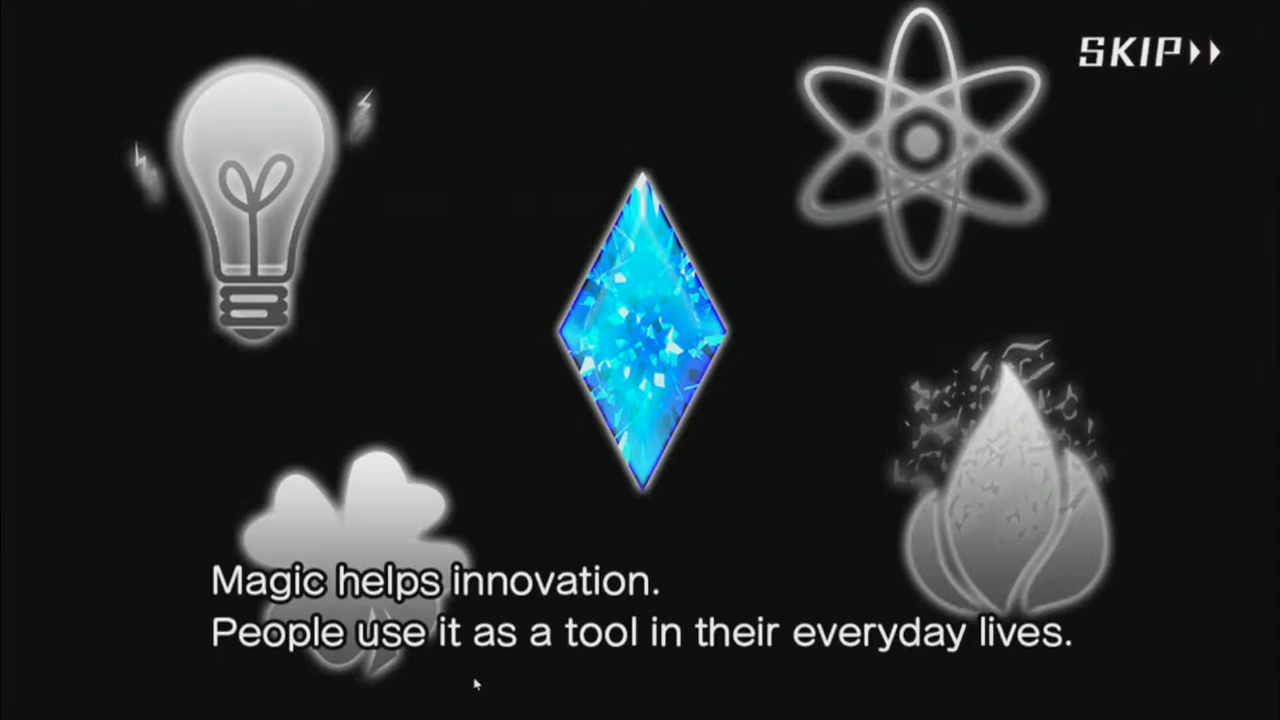 SKIP
Magic helps innovation.
People use it as a tool in their everyday lives.